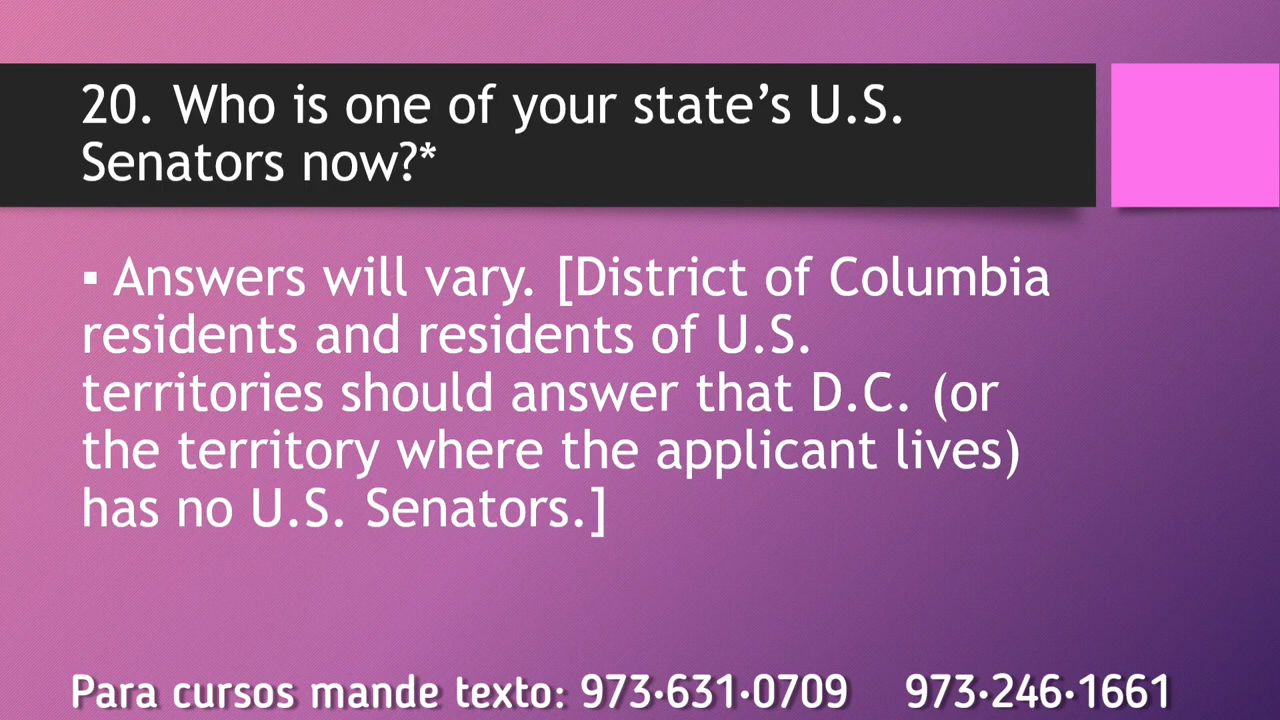 20. Who is one of your state’s U.S.
Senators now?*
▪ Answers will vary. [District of Columbia
residents and residents of U.S.
territories should answer that D.C. (or
the territory where the applicant lives)
has no U.S. Senators.]
Para cursos mande texto: 973·631·0709 973·246·1661